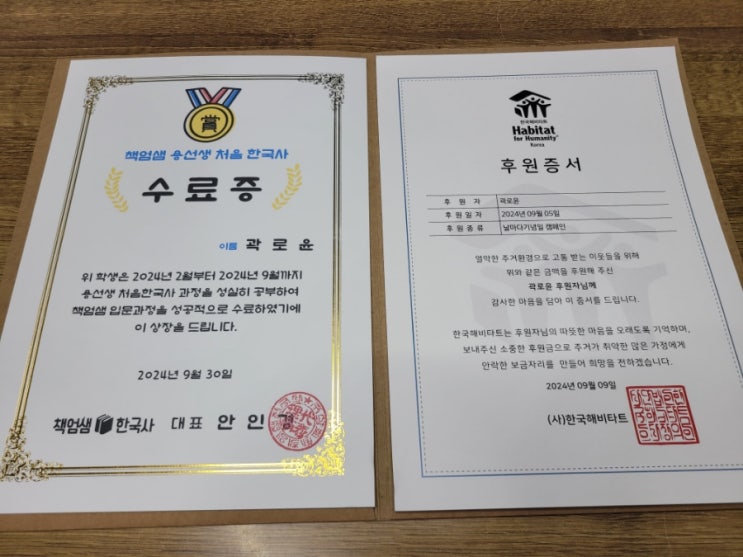 賞
책엄샘 용선생 처음 한국사
수료증
이름 곽로윤
위 학생은 2024년 2월부터 2024년 9월까지
용선생 처음한국사 과정을 성실히 공부하여
책엄샘 입문과정을 성공적으로 수료하였기에
이 상장을 드립니다.
2024년 9월 30일
책엄샘 한국사 대표 안인경
한국해비타트
Habitat
for Humanity
Korea
후원증서
후 원 자 곽로윤
후원일자 2024년 09월 05일
후원종류 날마다기념일 캠페인
열악한 주거환경으로 고통 받는 이웃들을 위해
위와 같은 금액을 후원해 주신
곽로윤 후원자님께
감사한 마음을 담아 이 증서를 드립니다.
한국해비타트는 후원자님의 따뜻한 마음을 오래도록 기억하며,
보내주신 소중한 후원금으로 주거가 취약한 많은 가정에게
안락한 보금자리를 만들어 희망을 전하겠습니다.
2024년 09월 09일
(사)한국해비타트